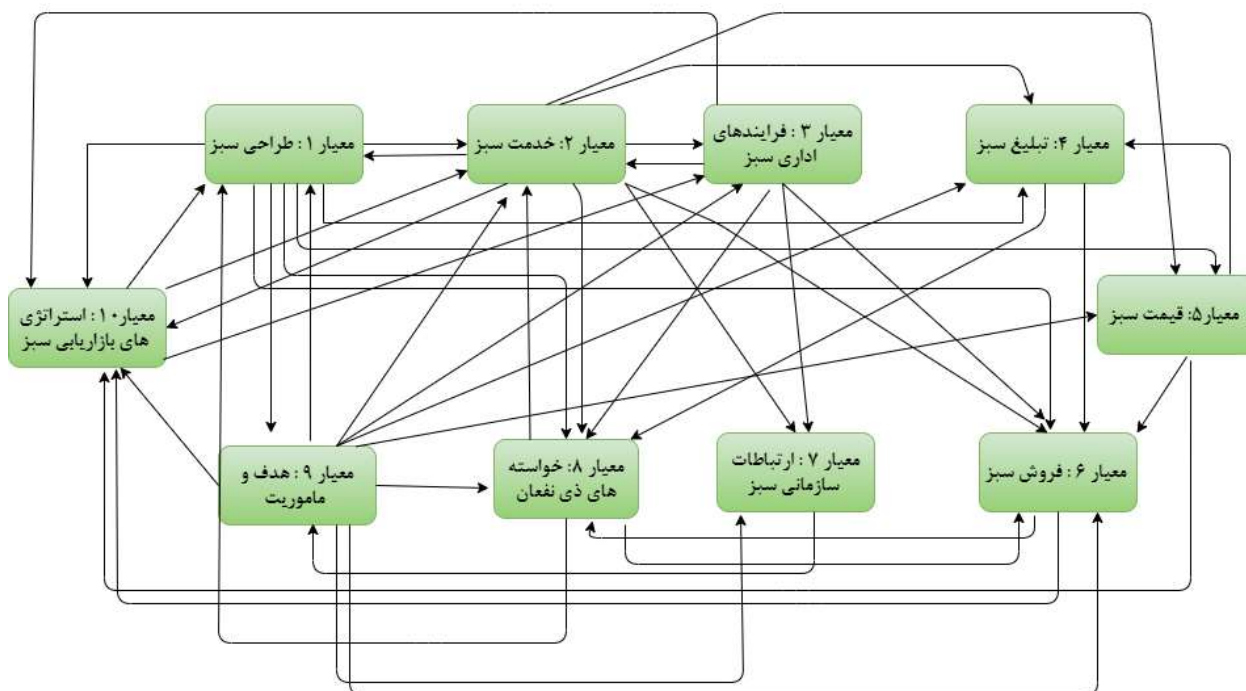 معیار ۱ : طراحی سبز
معیار ۲: خدمت سبز
معیار ۳ : فرایندهای
اداری سبز
معیار ۴: تبلیغ سبز
معیار۵: قیمت سبز
معیار ۶ : فروش سبز
معیار ۷ : ارتباطات
سازمانی سبز
معیار ۸: خواسته
های ذی نفعان
معیار ۹ : هدف و
ماموریت
معیار۱۰: استراتژی
های بازاریابی سبز